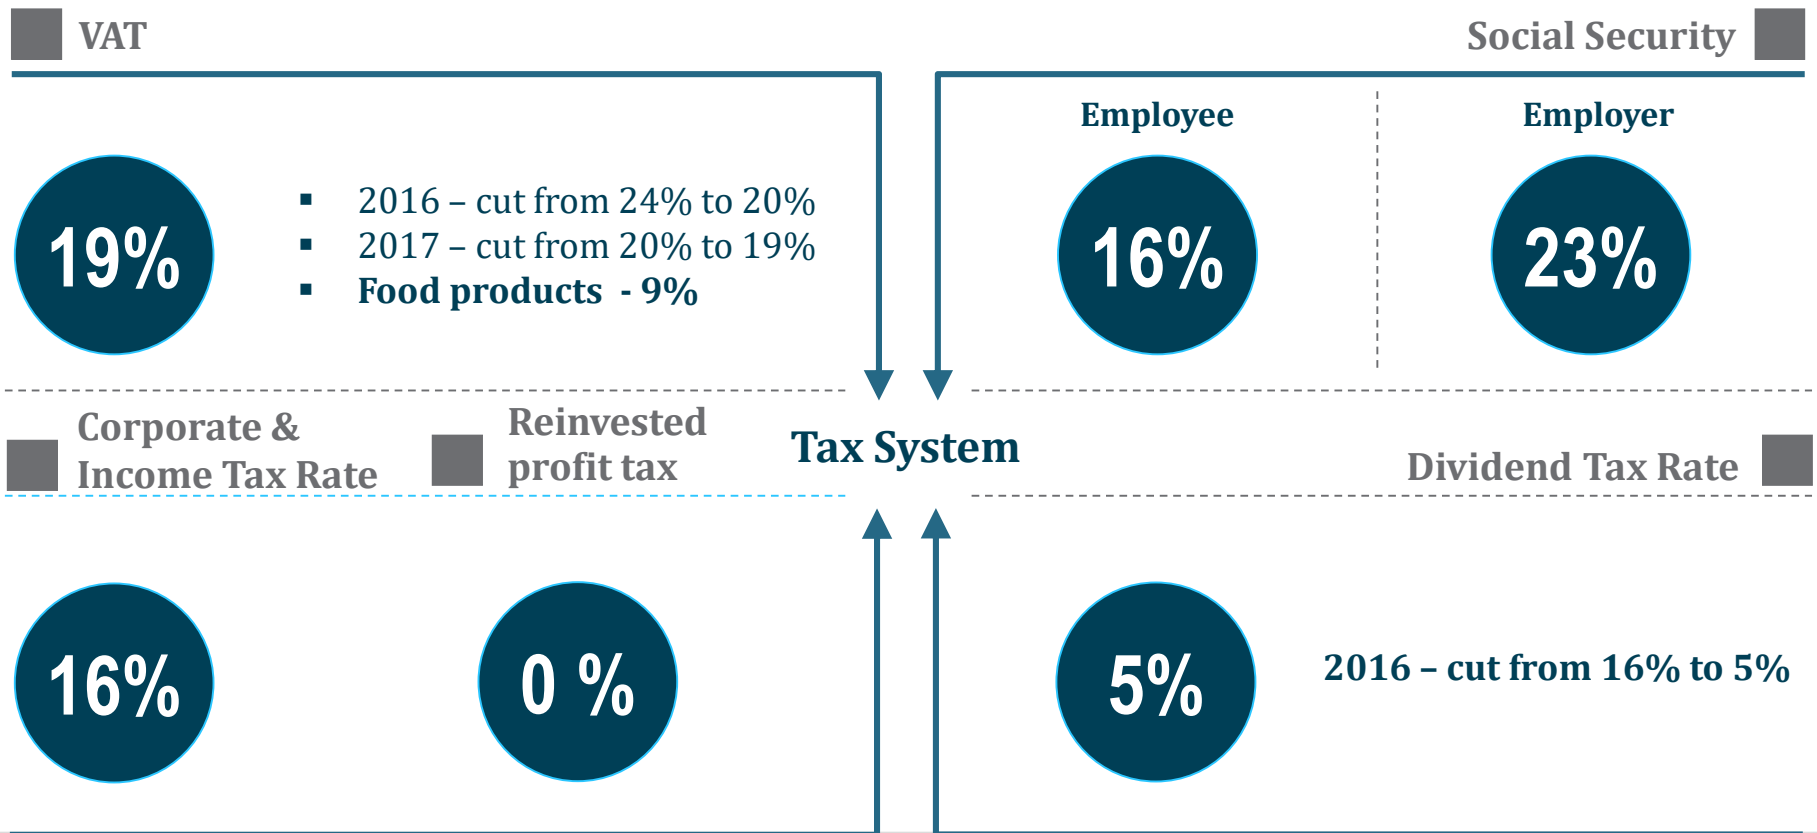 VAT
19%
▪ 2016 – cut from 24% to 20%
▪ 2017 – cut from 20% to 19%
▪ Food products - 9%
Social Security
Employee
16%
Employer
23%
Tax System
Corporate &
Income Tax Rate
16%
Reinvested
profit tax
0 %
Dividend Tax Rate
5%
2016 – cut from 16% to 5%